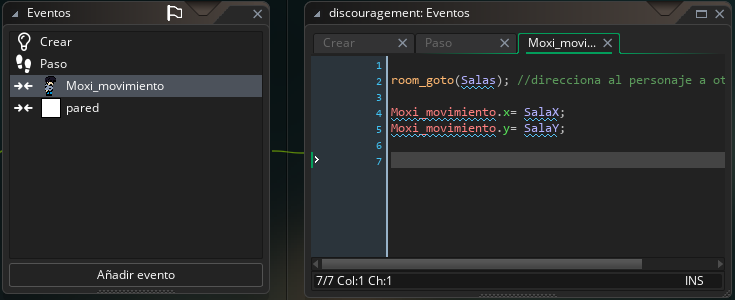 Eventos
Crear
Paso
Moxi_movimiento
pared
Añadir evento
discouragement: Eventos
Crear
Paso
Moxi_movi...
1
2 room_goto(Salas); //direcciona al personaje a ot
3
4 Moxi_movimiento.x= SalaX;
5 Moxi_movimiento.y= SalaY;
6
7
7/7 Col:1 Ch:1 INS